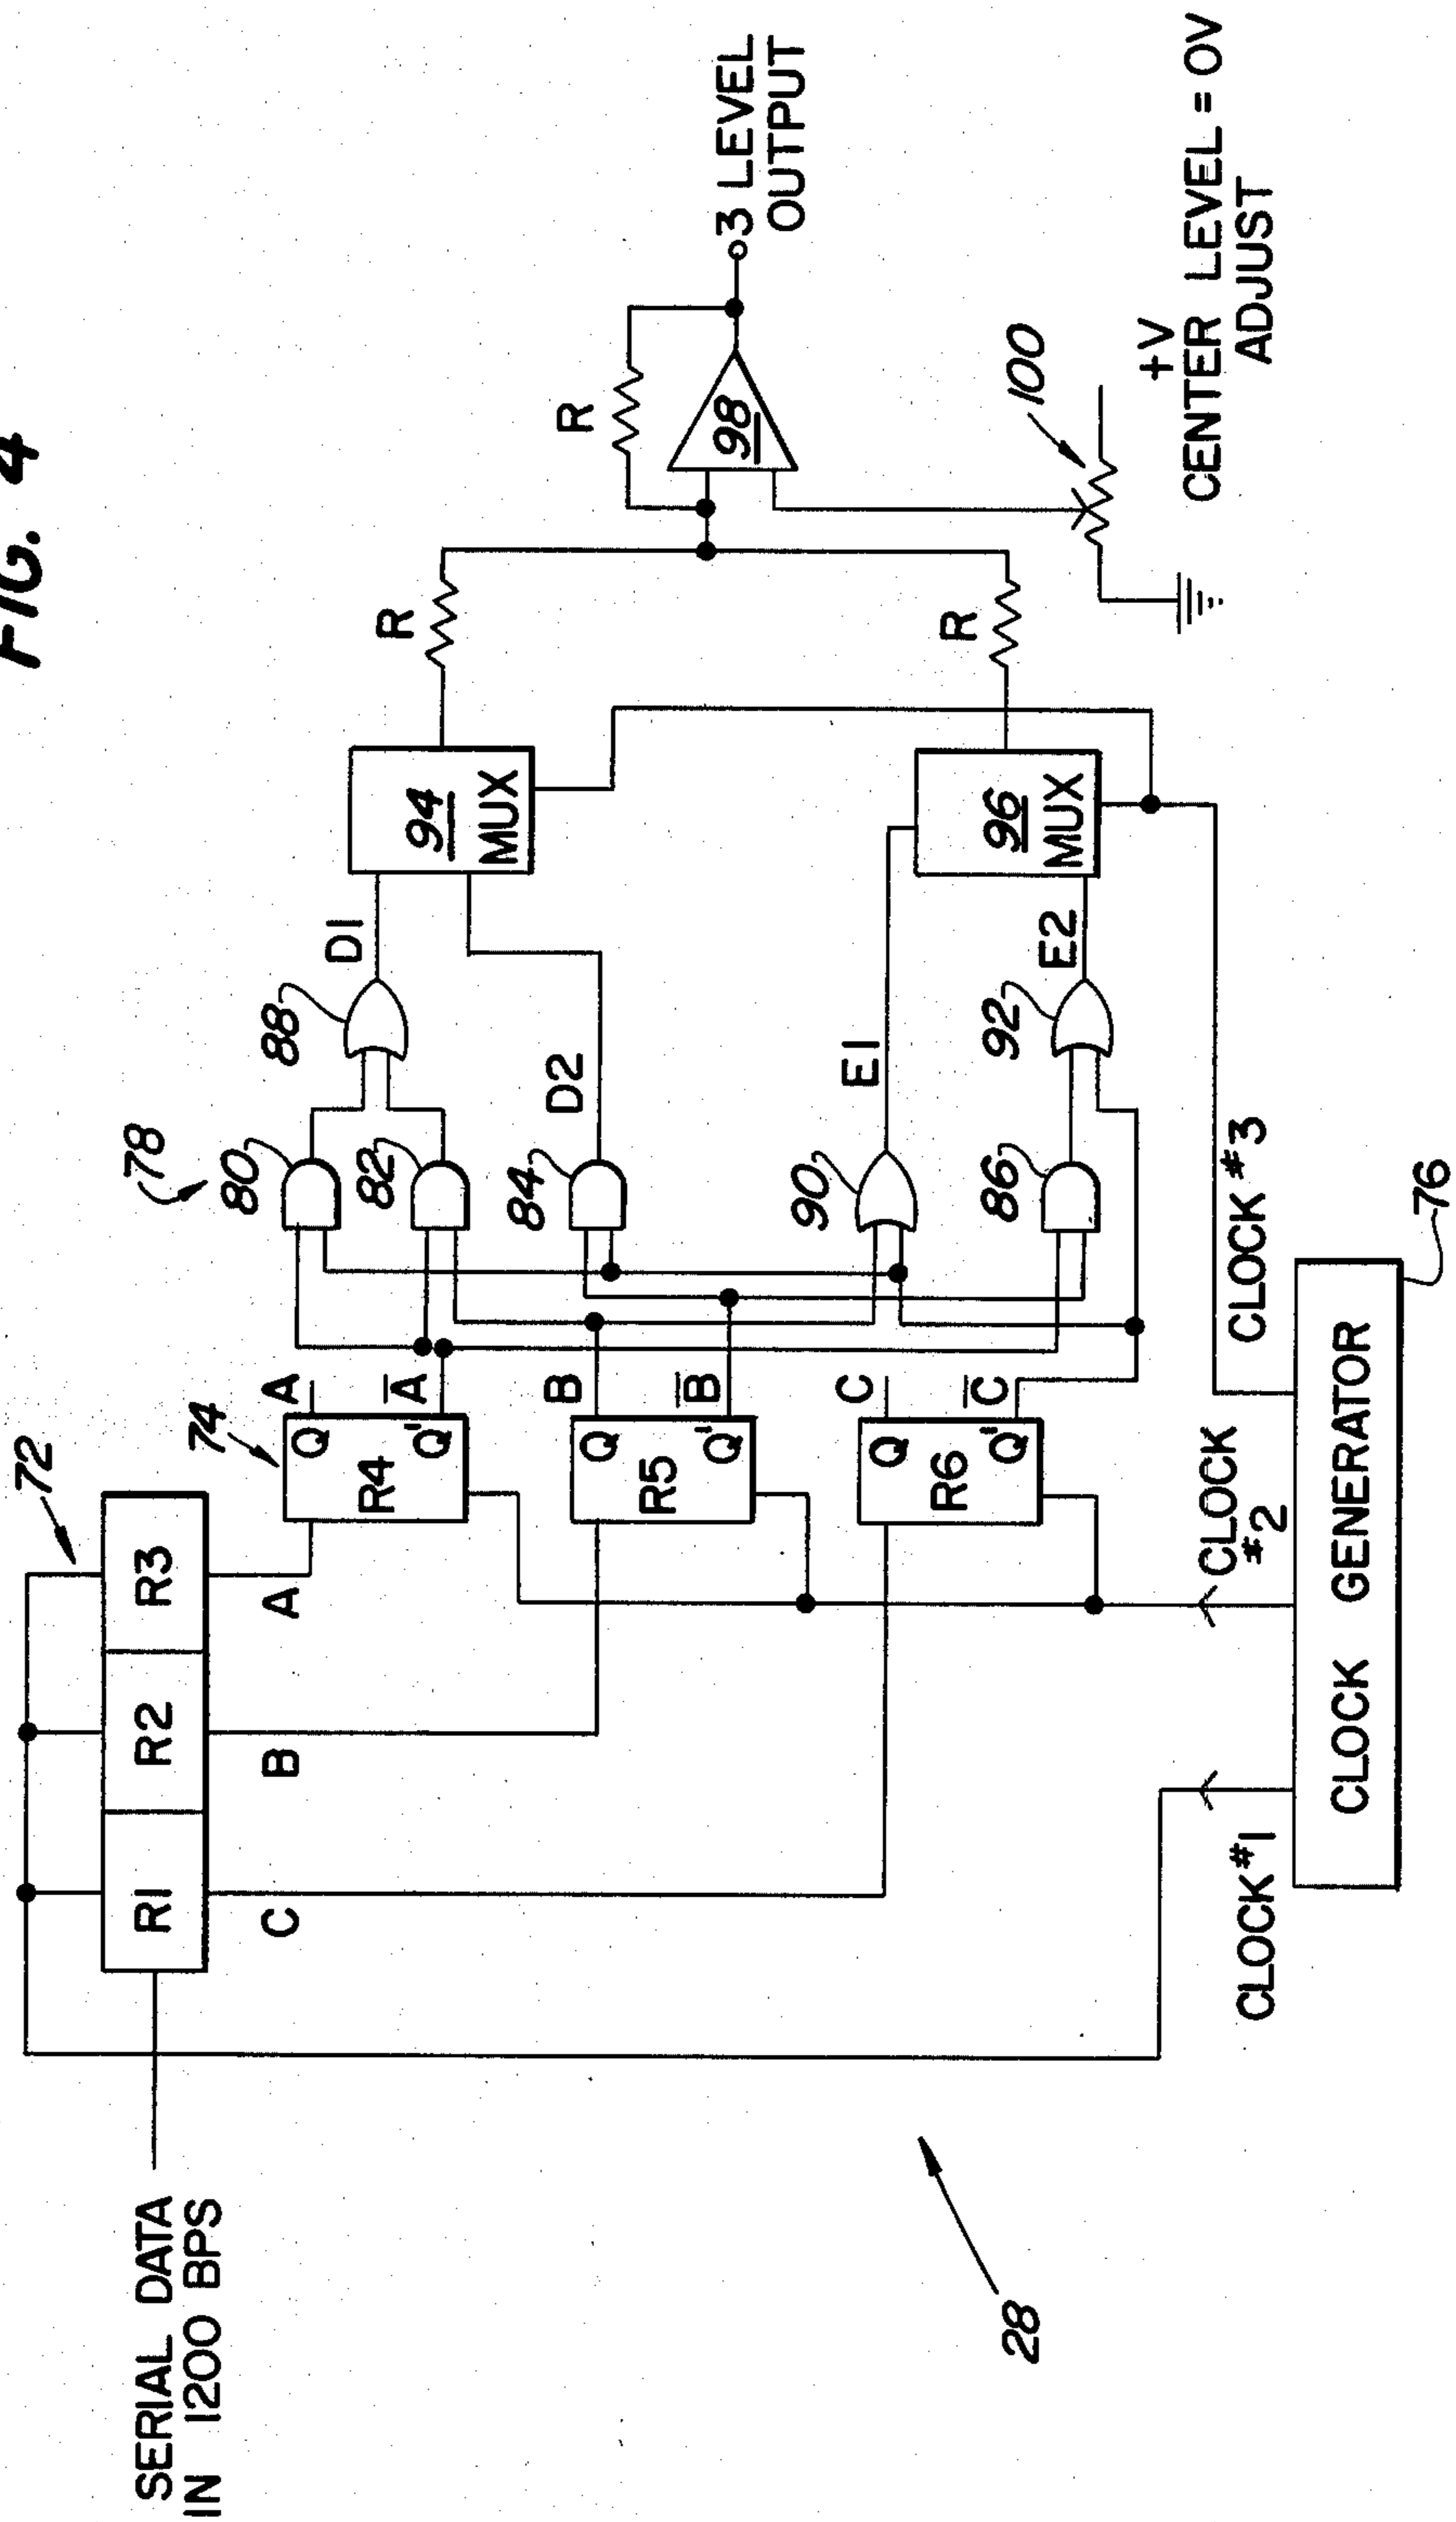 FIG. 4
72
R1
R2
R3
SERIAL DATA
IN 1200 BPS
C
B
A
74
Q
A
R4
Q'
A̅
Q
B
R5
Q'
B̅
Q
C
R6
Q'
C̅
78
80
82
84
90
86
88
92
D1
D2
E1
E2
94
MUX
96
MUX
R
R
R
98
3 LEVEL
OUTPUT
100
+V
CENTER LEVEL = 0V
ADJUST
CLOCK #1
CLOCK
#2
CLOCK #3
CLOCK GENERATOR
76
28